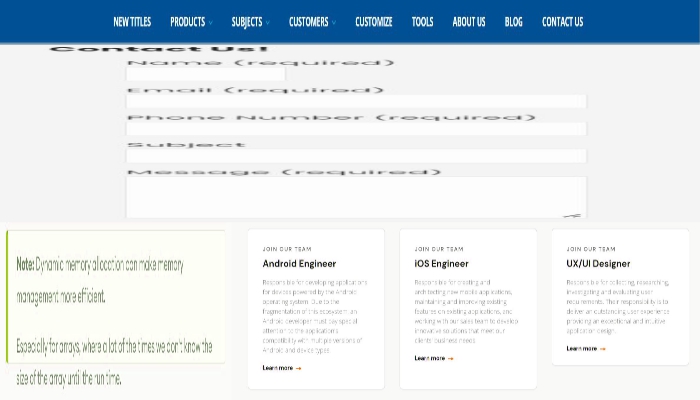 NEW TITLES PRODUCTS SUBJECTS CUSTOMERS CUSTOMIZE TOOLS ABOUT US BLOG CONTACT US
Contact Us!
Name (required)
Email (required)
Phone Number (required)
Subject
Message (required)
Note: Dynamic memory allocation can make memory
management more efficient.
Especially for arrays, where a lot of the times we don't know the
size of the array until the run time.
JOIN OUR TEAM
Android Engineer
Responsible for developing applications
for devices powered by the Android
operating system. Due to the
fragmentation of this ecosystem, an
Android developer must pay special
attention to the application's
compatibility with multiple versions of
Android and device types.
Learn more →
JOIN OUR TEAM
iOS Engineer
Responsible for creating and
architecting new mobile applications,
maintaining and improving existing
features on existing applications, and
working with our sales team to develop
innovative solutions that meet our
clients' business needs.
Learn more →
JOIN OUR TEAM
UX/UI Designer
Responsible for collecting, researching,
investigating and evaluating user
requirements. Their responsibility is to
deliver an outstanding user experience
providing an exceptional and intuitive
application design.
Learn more →